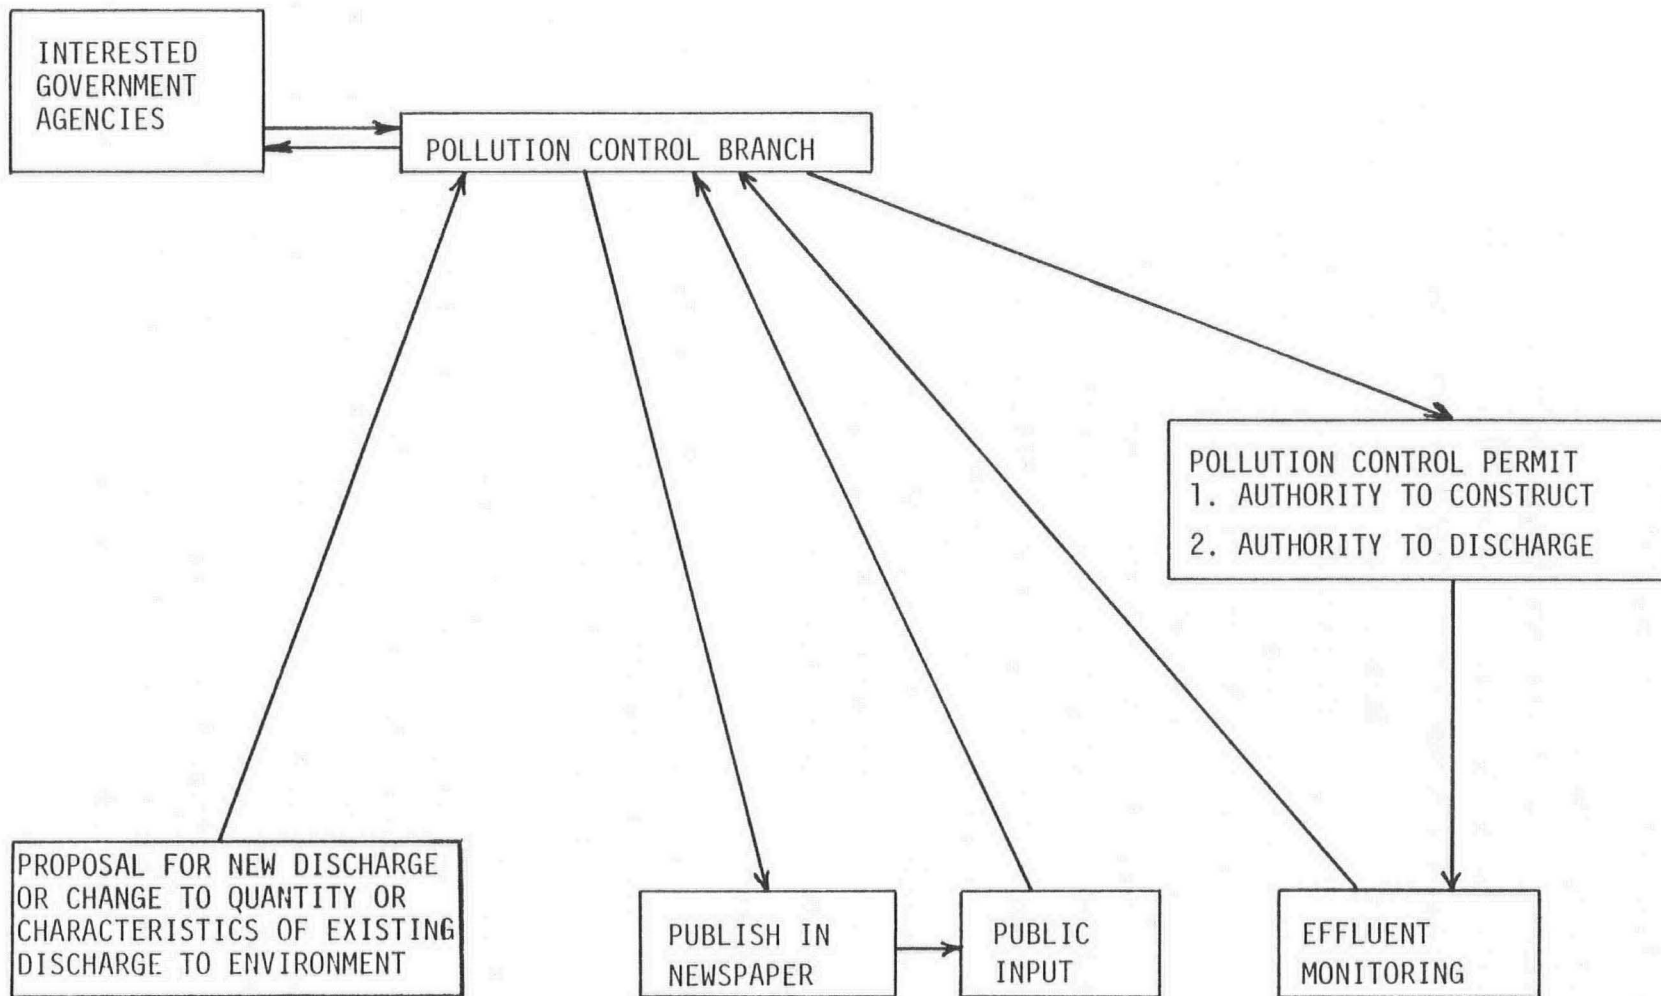 INTERESTED
GOVERNMENT
AGENCIES
POLLUTION CONTROL BRANCH
POLLUTION CONTROL PERMIT
1. AUTHORITY TO CONSTRUCT
2. AUTHORITY TO DISCHARGE
PROPOSAL FOR NEW DISCHARGE
OR CHANGE TO QUANTITY OR
CHARACTERISTICS OF EXISTING
DISCHARGE TO ENVIRONMENT
PUBLISH IN
NEWSPAPER
PUBLIC
INPUT
EFFLUENT
MONITORING